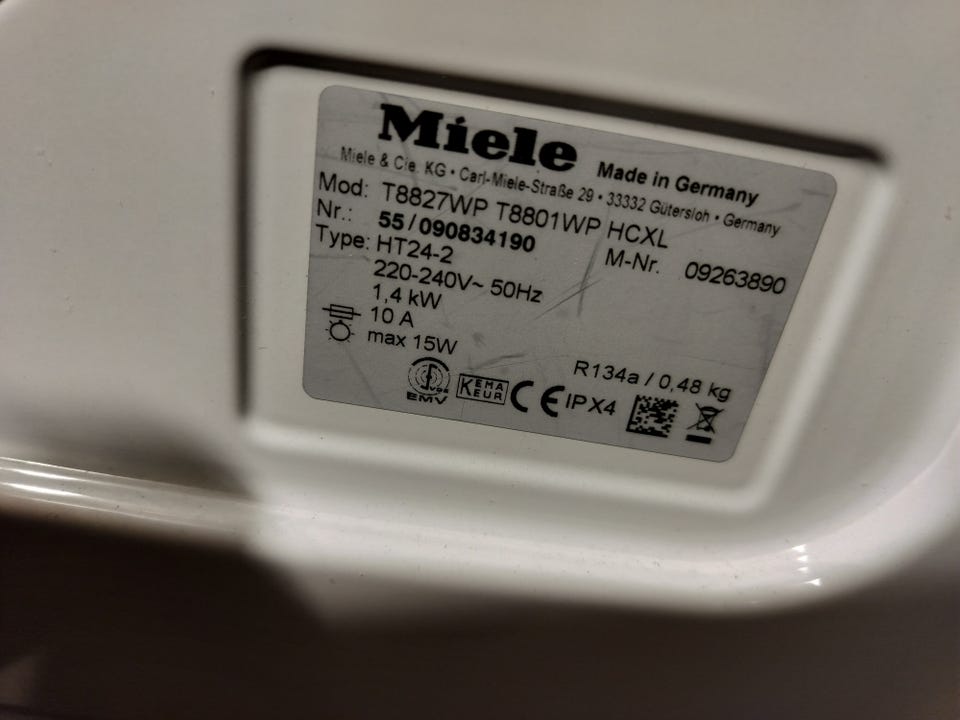 Miele Made in Germany
Miele & Cie. KG • Carl-Miele-Straße 29 • 33332 Gütersloh • Germany
Mod: T8827WP T8801WP HCXL
Nr.: 55/090834190 M-Nr. 09263890
Type: HT24-2
220-240V~ 50Hz
1,4 kW
10 A
max 15W
R134a / 0,48 kg
EMV KEMA KEUR CE IPX4